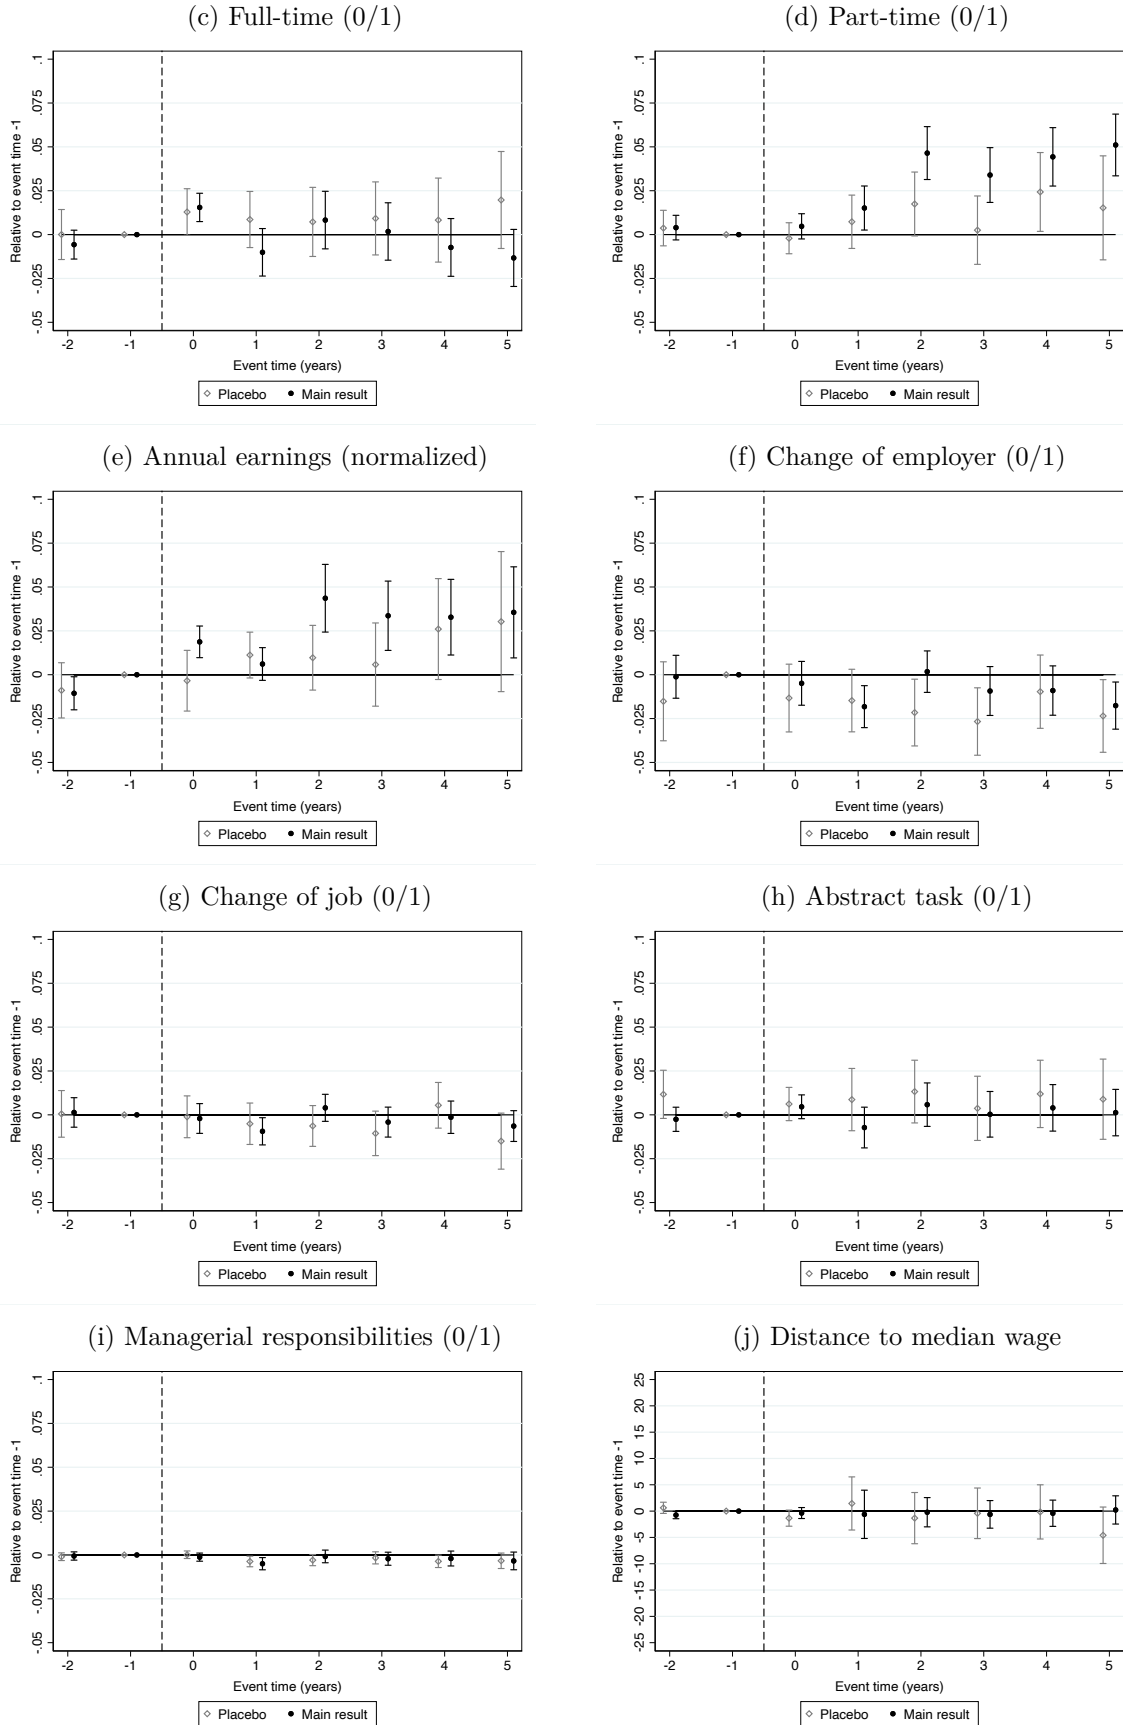 (c) Full-time (0/1)
Relative to event time -1
.1
.075
.05
.025
0
-.025
-.05
-2 -1 0 1 2 3 4 5
Event time (years)
Placebo Main result
(d) Part-time (0/1)
Relative to event time -1
.1
.075
.05
.025
0
-.025
-.05
-2 -1 0 1 2 3 4 5
Event time (years)
Placebo Main result
(e) Annual earnings (normalized)
Relative to event time -1
.1
.075
.05
.025
0
-.025
-.05
-2 -1 0 1 2 3 4 5
Event time (years)
Placebo Main result
(f) Change of employer (0/1)
Relative to event time -1
.1
.075
.05
.025
0
-.025
-.05
-2 -1 0 1 2 3 4 5
Event time (years)
Placebo Main result
(g) Change of job (0/1)
Relative to event time -1
.1
.075
.05
.025
0
-.025
-.05
-2 -1 0 1 2 3 4 5
Event time (years)
Placebo Main result
(h) Abstract task (0/1)
Relative to event time -1
.1
.075
.05
.025
0
-.025
-.05
-2 -1 0 1 2 3 4 5
Event time (years)
Placebo Main result
(i) Managerial responsibilities (0/1)
Relative to event time -1
.1
.075
.05
.025
0
-.025
-.05
-2 -1 0 1 2 3 4 5
Event time (years)
Placebo Main result
(j) Distance to median wage
Relative to event time -1
25
20
15
10
5
0
-5
-10
-15
-20
-25
-2 -1 0 1 2 3 4 5
Event time (years)
Placebo Main result